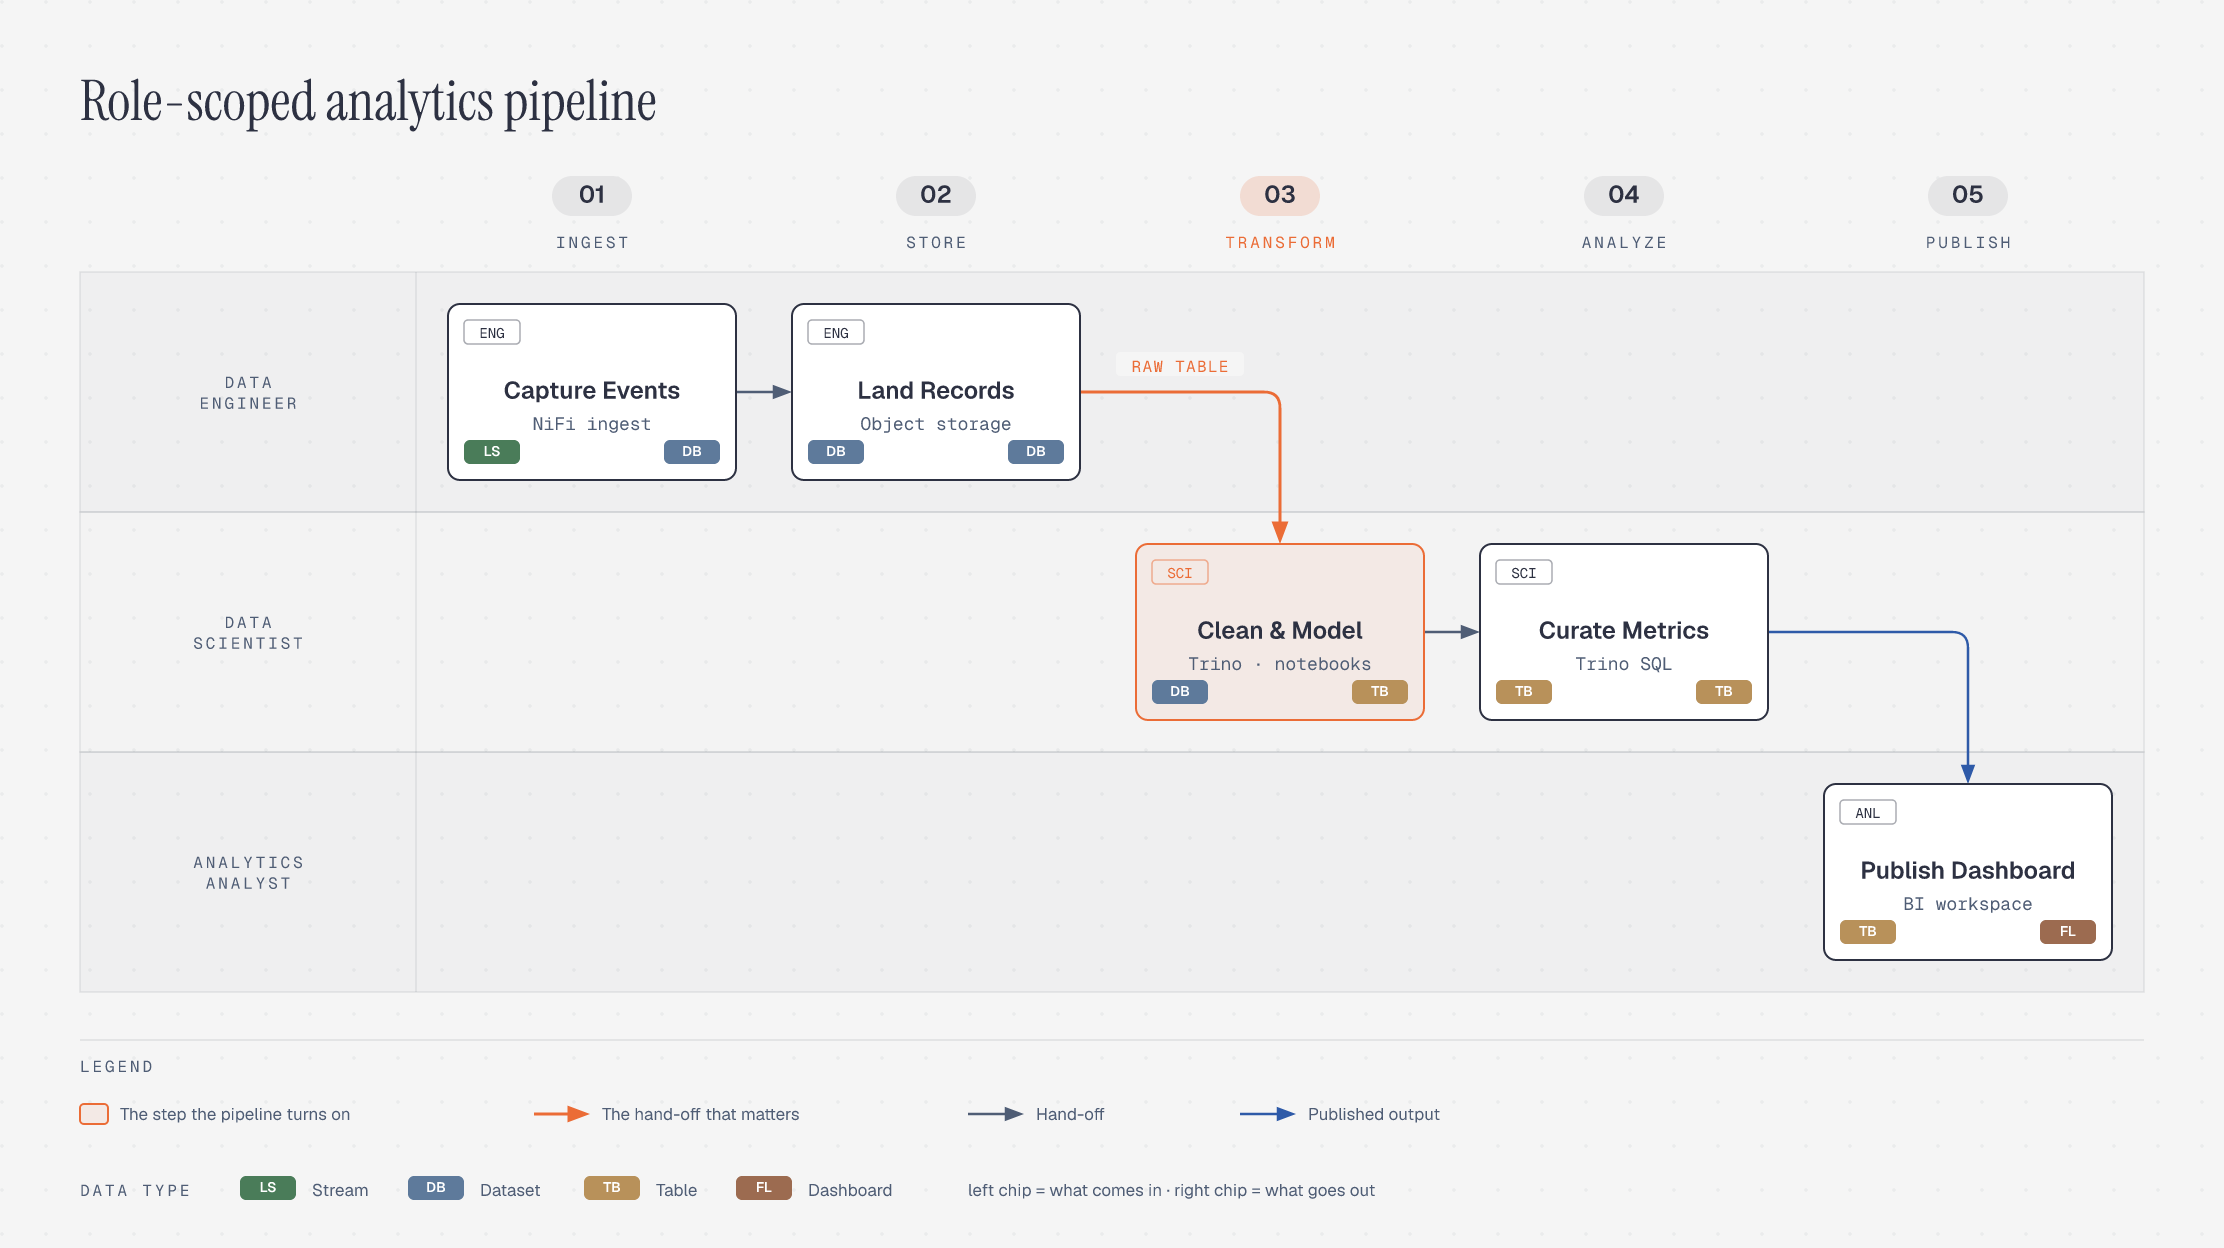 Role-scoped analytics pipeline
01
02
03
04
05
INGEST
STORE
TRANSFORM
ANALYZE
PUBLISH
DATA
ENGINEER
ENG
Capture Events
NiFi ingest
LS
DB
ENG
Land Records
Object storage
DB
DB
RAW TABLE
DATA
SCIENTIST
SCI
Clean & Model
Trino · notebooks
DB
TB
SCI
Curate Metrics
Trino SQL
TB
TB
ANALYTICS
ANALYST
ANL
Publish Dashboard
BI workspace
TB
FL
LEGEND
The step the pipeline turns on
The hand-off that matters
Hand-off
Published output
DATA TYPE
LS
Stream
DB
Dataset
TB
Table
FL
Dashboard
left chip = what comes in · right chip = what goes out